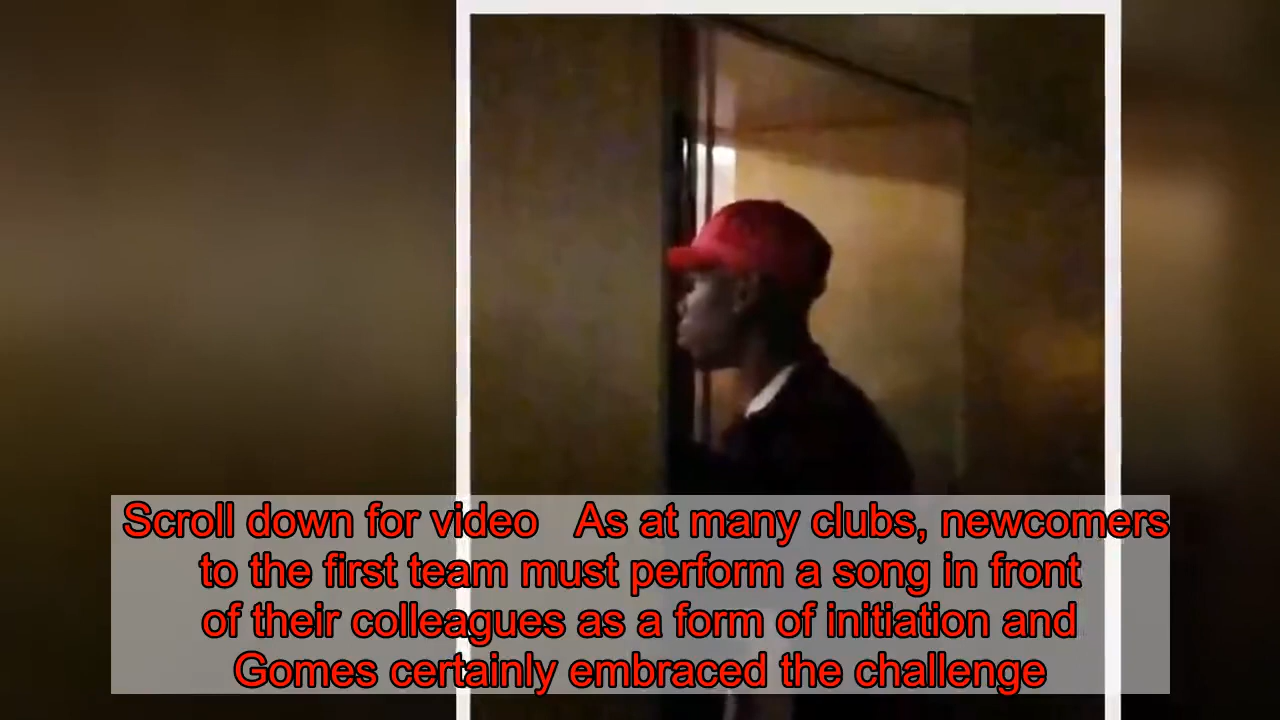 Scroll down for video   As at many clubs, newcomers
to the first team must perform a song in front
of their colleagues as a form of initiation and
Gomes certainly embraced the challenge